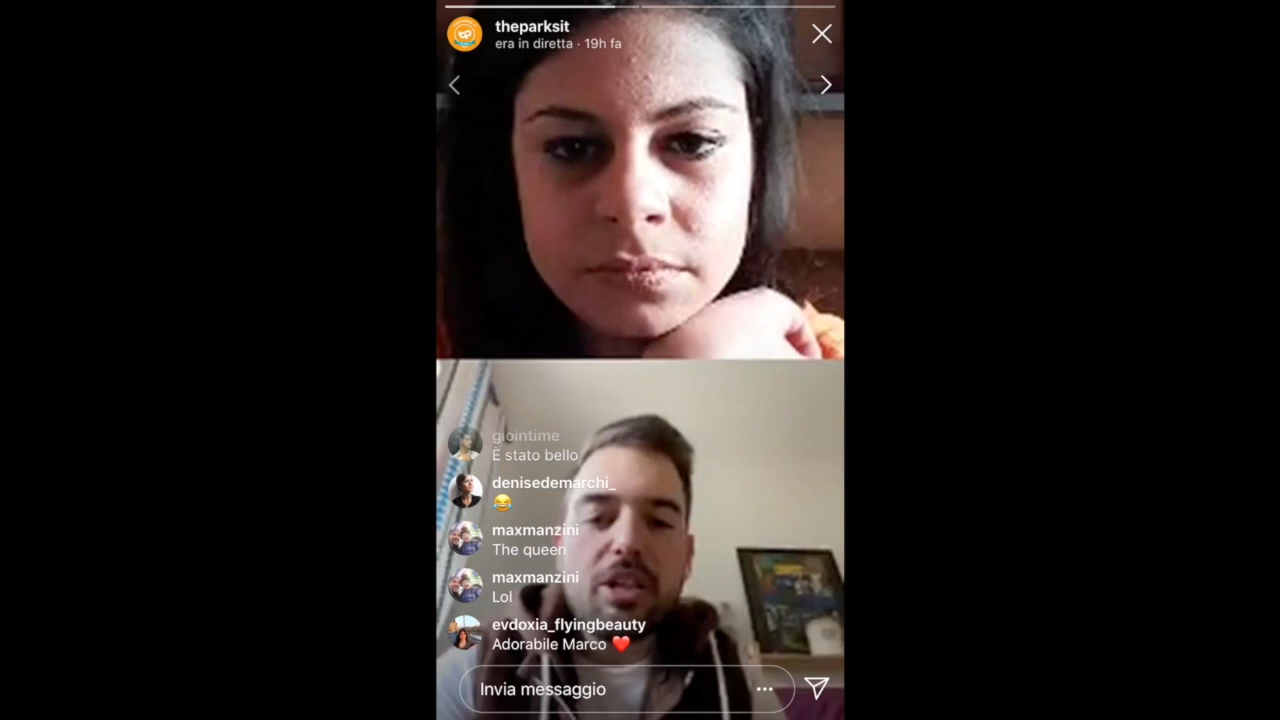 theparksit
era in diretta · 19h fa
giointime
È stato bello
denisedemarchi_
😂
maxmanzini
The queen
maxmanzini
Lol
evdoxia_flyingbeauty
Adorabile Marco ❤️
Invia messaggio